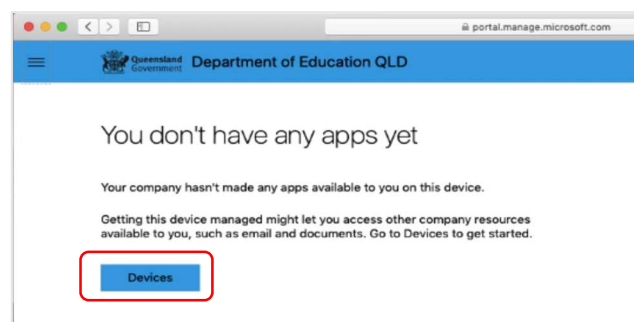 portal.manage.microsoft.com
Queensland
Government
Department of Education QLD
You don't have any apps yet
Your company hasn't made any apps available to you on this device.
Getting this device managed might let you access other company resources
available to you, such as email and documents. Go to Devices to get started.
Devices